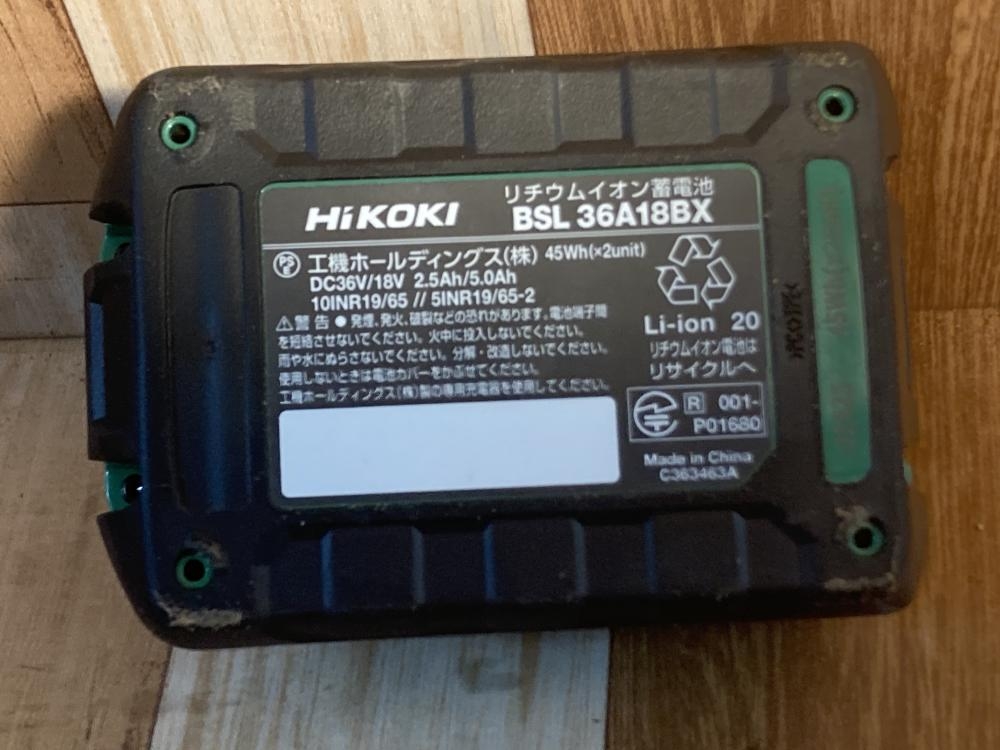 HiKOKI
リチウムイオン蓄電池
BSL 36A18BX
PS E 工機ホールディングス(株) 45Wh(×2unit)
DC36V/18V 2.5Ah/5.0Ah
10INR19/65 // 5INR19/65-2
⚠警告 ●発煙、発火、破裂などの恐れがあります。電池端子間
を短絡させないでください。火中に投入しないでください。
雨や水にぬらさないでください。分解・改造しないでください。
使用しないときは電池カバーをかぶせてください。
工機ホールディングス(株)製の専用充電器を使用してください。
Li-ion 20
リチウムイオン電池は
リサイクルへ
R 001-
P01680
Made in China
C363463A